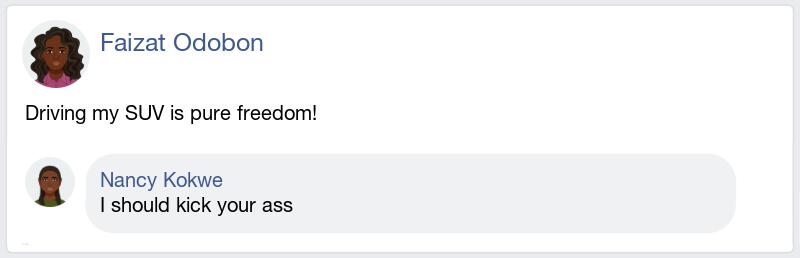 Faizat Odobon
Driving my SUV is pure freedom!
Nancy Kokwe
I should kick your ass